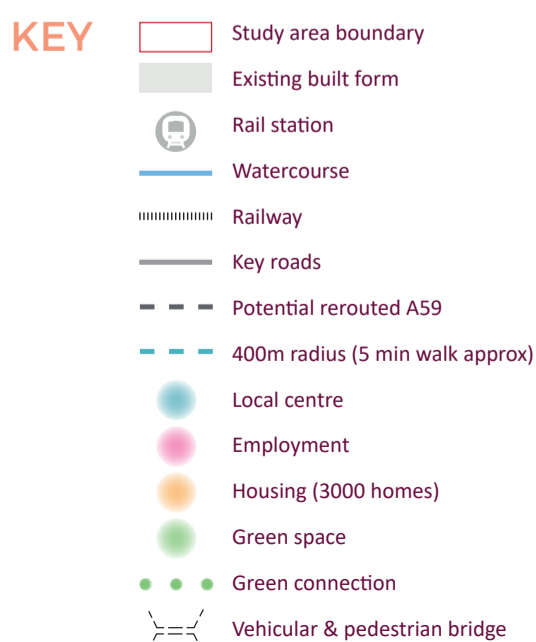 KEY
Study area boundary
Existing built form
Rail station
Watercourse
Railway
Key roads
Potential rerouted A59
400m radius (5 min walk approx)
Local centre
Employment
Housing (3000 homes)
Green space
Green connection
Vehicular & pedestrian bridge